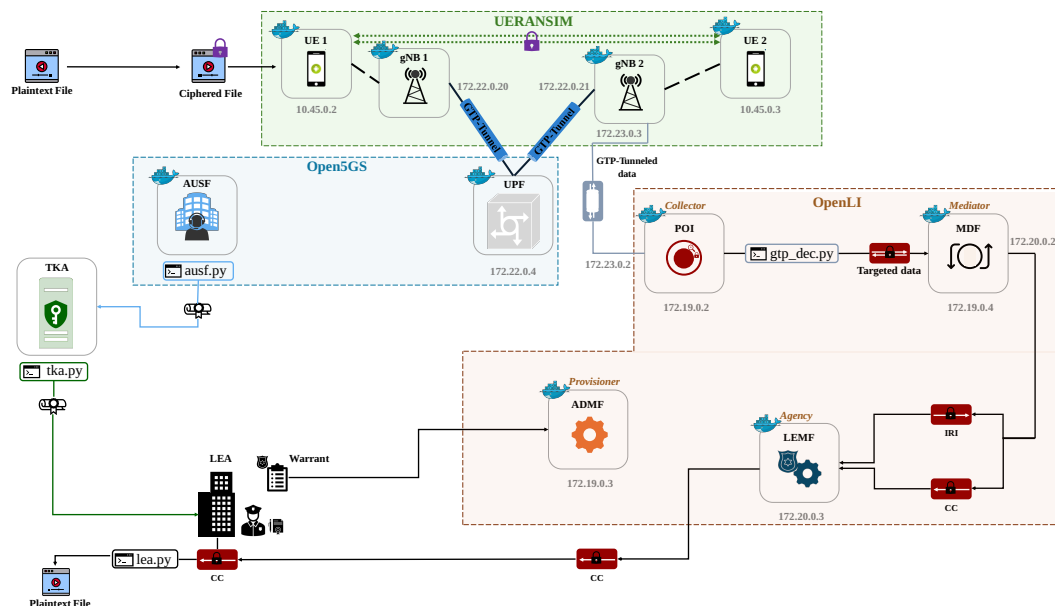 UERANSIM
UE 1
UE 2
gNB 1
gNB 2
Plaintext File
Ciphered File
172.22.0.20
172.22.0.21
10.45.0.2
10.45.0.3
172.23.0.3
GTP-Tunnel
GTP-Tunnel
Open5GS
GTP-Tunneled
data
AUSF
UPF
OpenLI
Collector
Mediator
POI
MDF
172.20.0.2
gtp_dec.py
Targeted data
172.23.0.2
ausf.py
172.22.0.4
TKA
172.19.0.2
172.19.0.4
tka.py
Provisioner
ADMF
Agency
LEMF
IRI
LEA
Warrant
172.19.0.3
CC
172.20.0.3
lea.py
CC
CC
Plaintext File